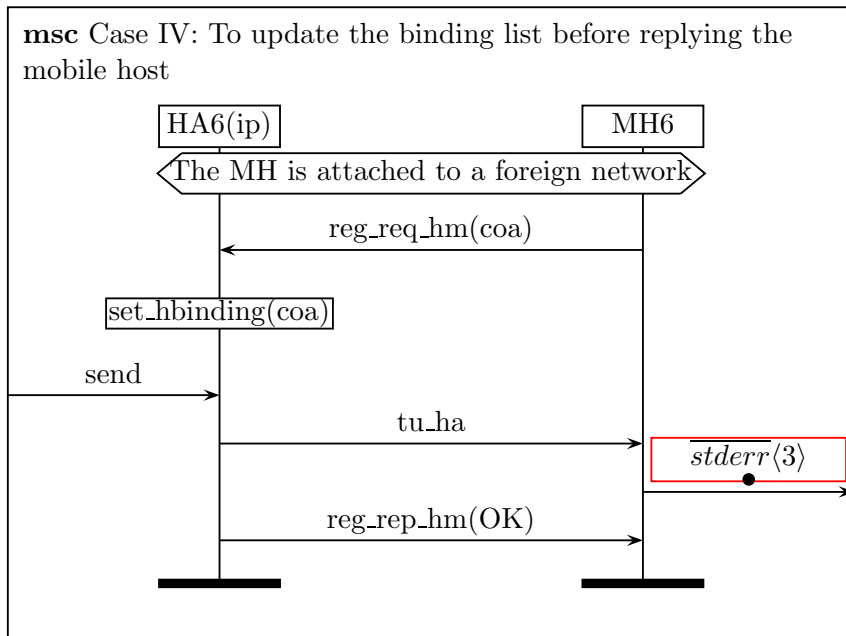 msc Case IV: To update the binding list before replying the
mobile host
HA6(ip)
MH6
The MH is attached to a foreign network
reg_req_hm(coa)
set_hbinding(coa)
send
tu_ha
stderr⟨3⟩
reg_rep_hm(OK)